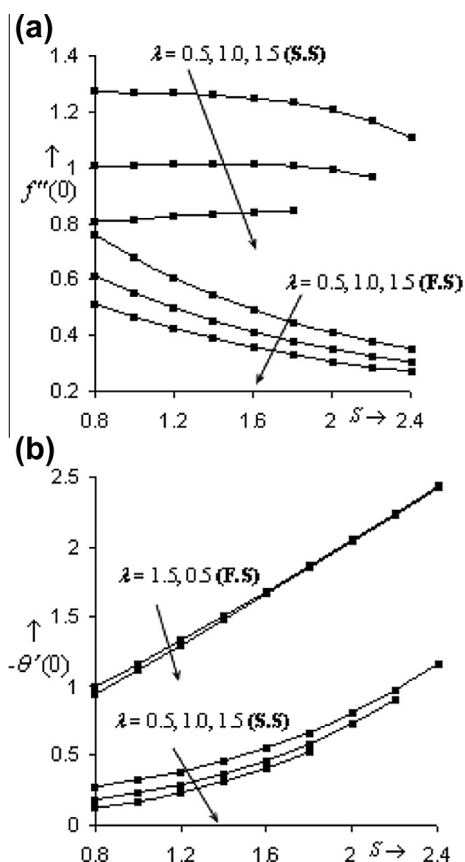 (a)
1.4
λ = 0.5, 1.0, 1.5 (S.S)
1.2
↑
1
f″(0)
0.8
0.6
λ = 0.5, 1.0, 1.5 (F.S)
0.4
0.2
0.8 1.2 1.6 2 S → 2.4
(b)
2.5
2
λ = 1.5, 0.5 (F.S)
1.5
↑
1
-θ′(0)
λ = 0.5, 1.0, 1.5 (S.S)
0.5
0
0.8 1.2 1.6 2 S → 2.4